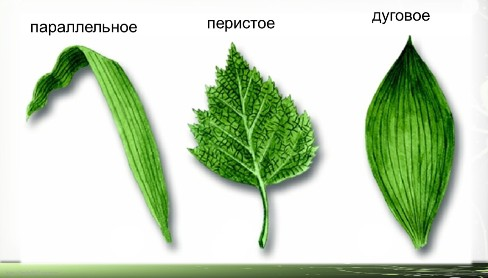 параллельное
перистое
дуговое